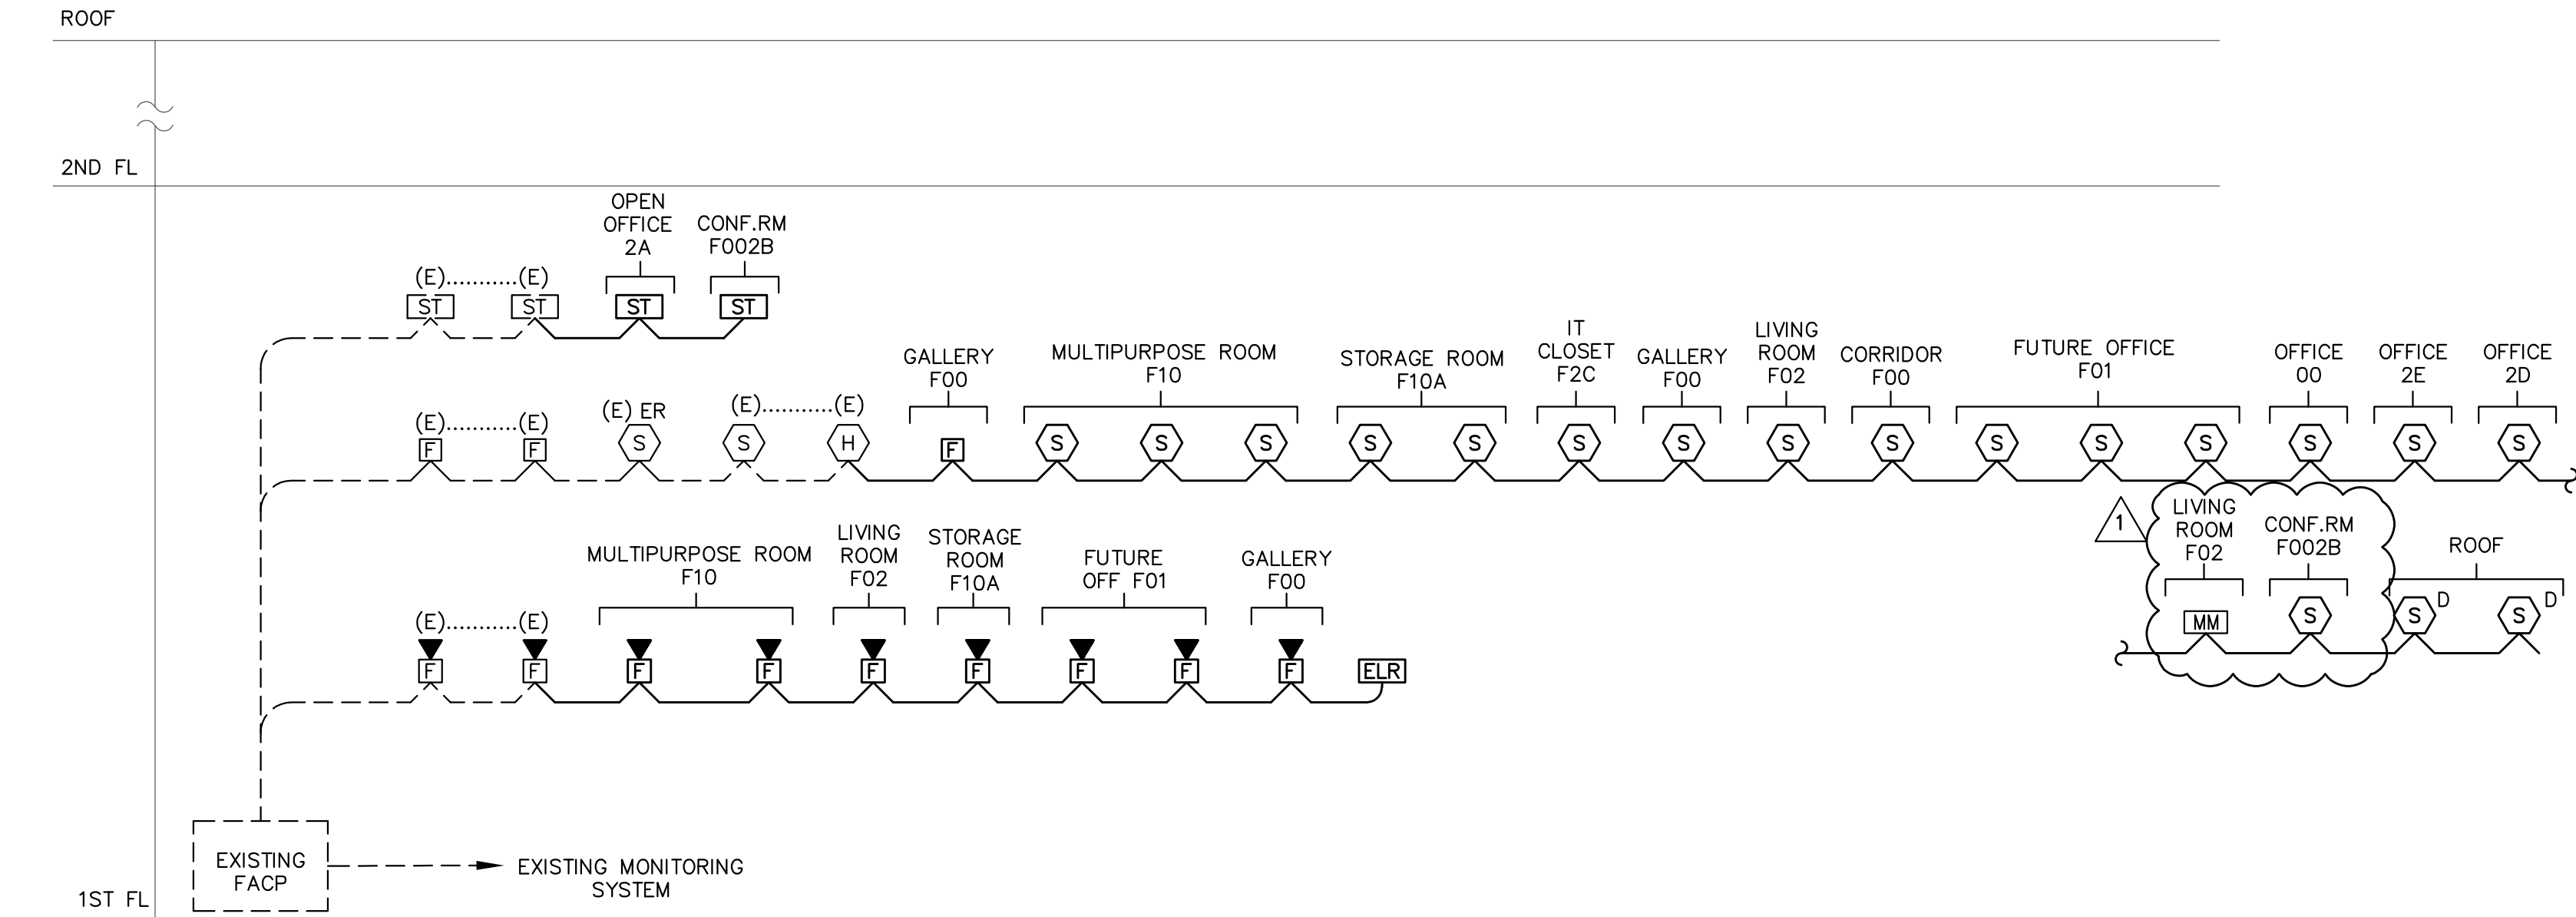 ROOF
2ND FL
OPEN
OFFICE
2A
CONF.RM
F002B
(E)...........(E)
ST ST ST ST
GALLERY
F00
MULTIPURPOSE ROOM
F10
STORAGE ROOM
F10A
IT
CLOSET
F2C
GALLERY
F00
LIVING
ROOM
F02
CORRIDOR
F00
FUTURE OFFICE
F01
OFFICE
00
OFFICE
2E
OFFICE
2D
(E)...........(E)
(E) ER
(E)...........(E)
F F S S H F S S S S S S S S S S S S S S S
1
LIVING
ROOM
F02
CONF.RM
F002B
ROOF
MM S S D S D
MULTIPURPOSE ROOM
F10
LIVING
ROOM
F02
STORAGE
ROOM
F10A
FUTURE
OFF F01
GALLERY
F00
(E)...........(E)
F F F F F F F F F ELR
EXISTING
FACP
EXISTING MONITORING
SYSTEM
1ST FL